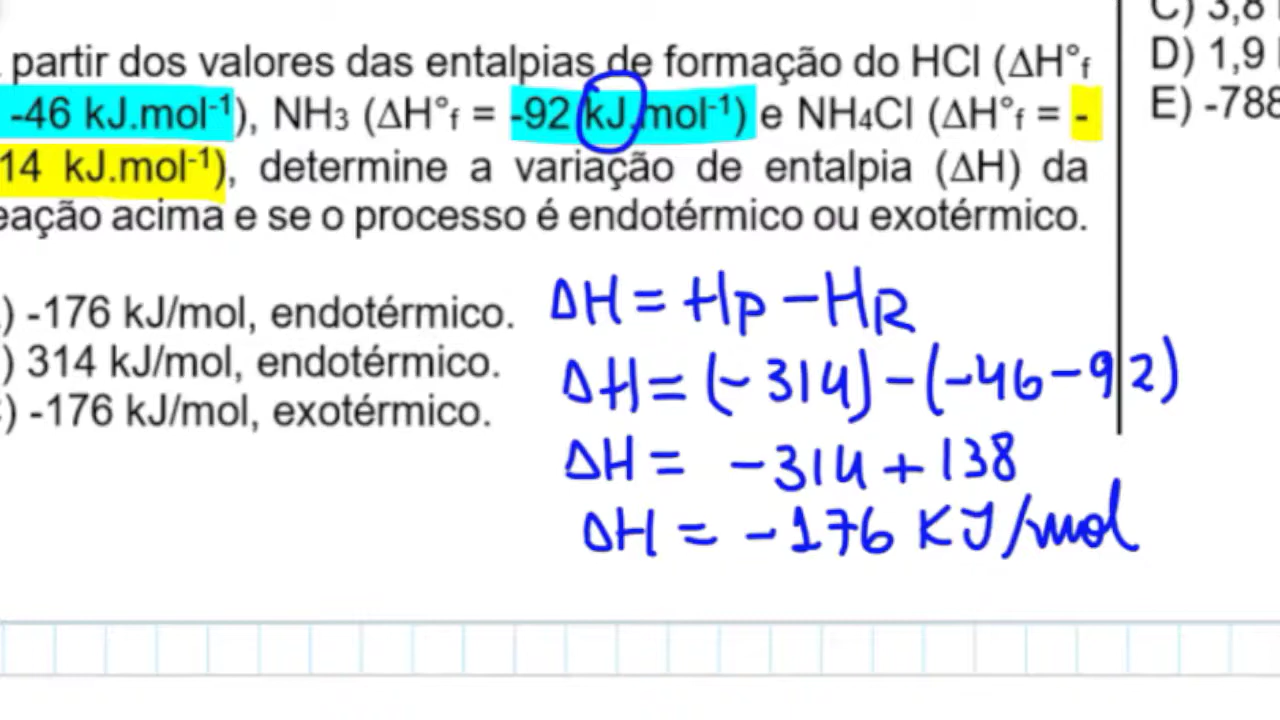 partir dos valores das entalpias de formação do HCl (ΔH°f
-46 kJ.mol⁻¹), NH₃ (ΔH°f = -92 kJ.mol⁻¹) e NH₄Cl (ΔH°f = -
14 kJ.mol⁻¹), determine a variação de entalpia (ΔH) da
eação acima e se o processo é endotérmico ou exotérmico.
) -176 kJ/mol, endotérmico.
) 314 kJ/mol, endotérmico.
) -176 kJ/mol, exotérmico.
ΔH = HP - HR
ΔH = (-314) - (-46 - 92)
ΔH = -314 + 138
ΔH = -176 KJ/mol
C) 3,8
D) 1,9
E) -788